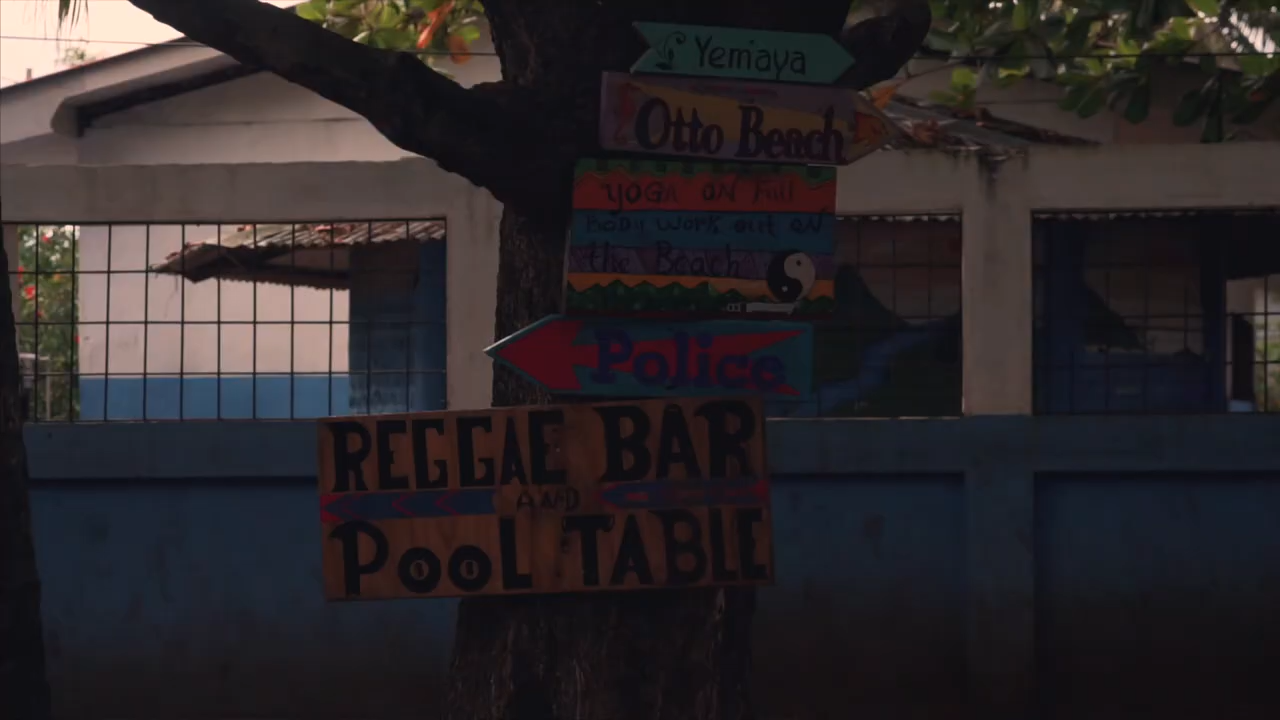 Yemaya
Otto Beach
YOGA ON Full
BODY WORK out ON
the Beach
Police
REGGAE BAR
AND
POOL TABLE